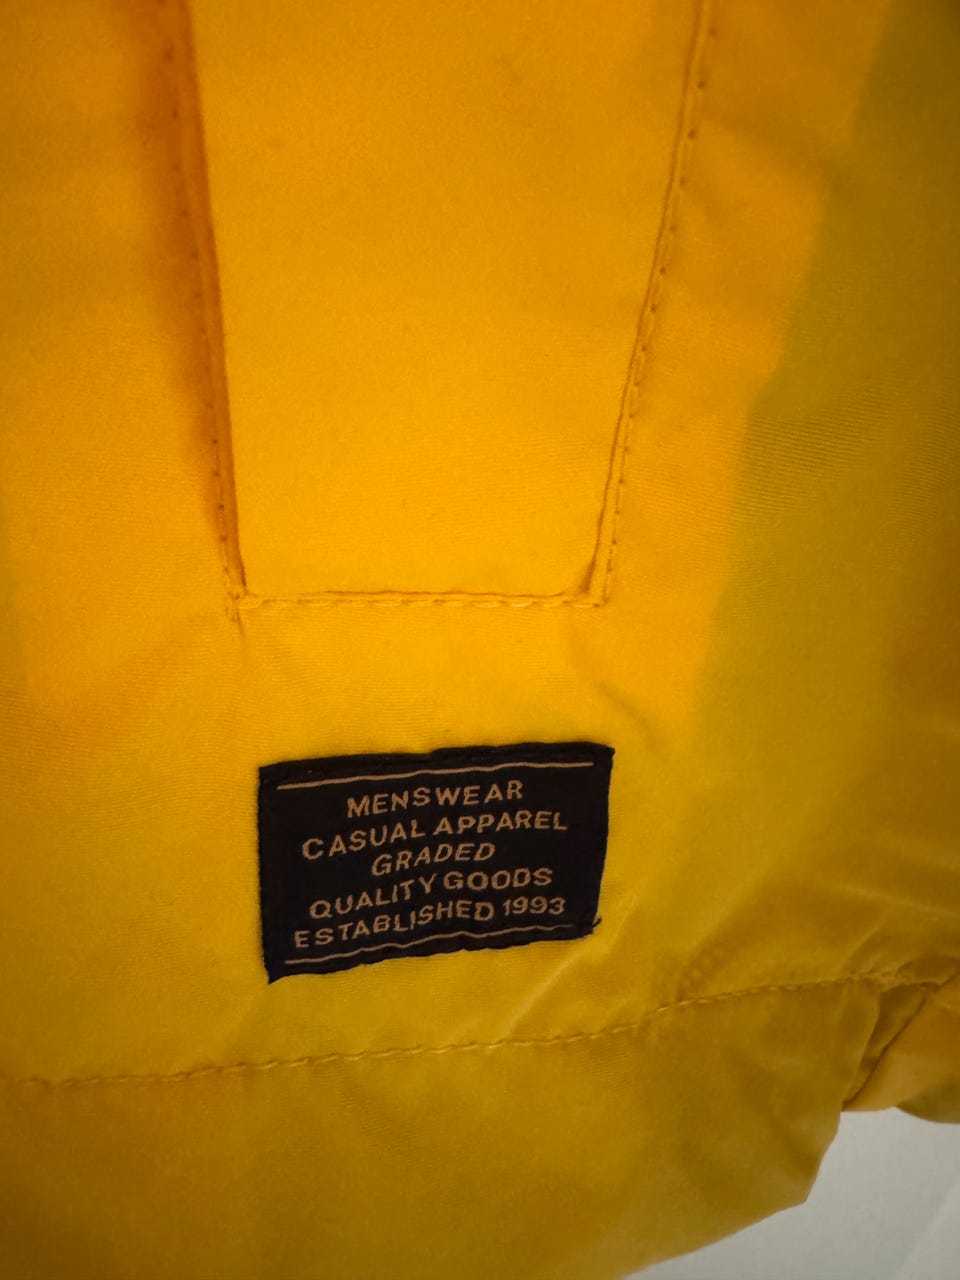 MENSWEAR
CASUAL APPAREL
GRADED
QUALITY GOODS
ESTABLISHED 1993